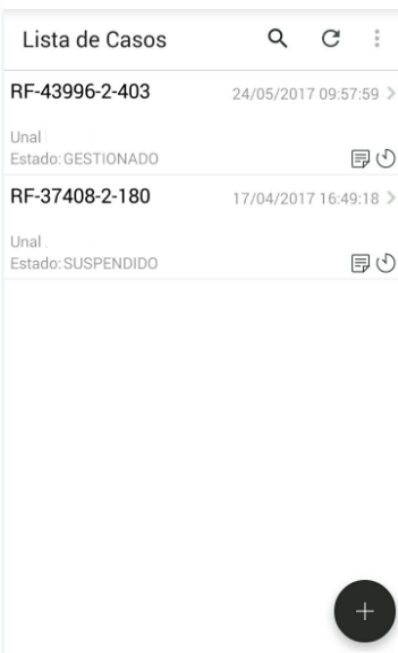 Lista de Casos
RF-43996-2-403 24/05/2017 09:57:59 >
Unal
Estado: GESTIONADO
RF-37408-2-180 17/04/2017 16:49:18 >
Unal
Estado: SUSPENDIDO
+